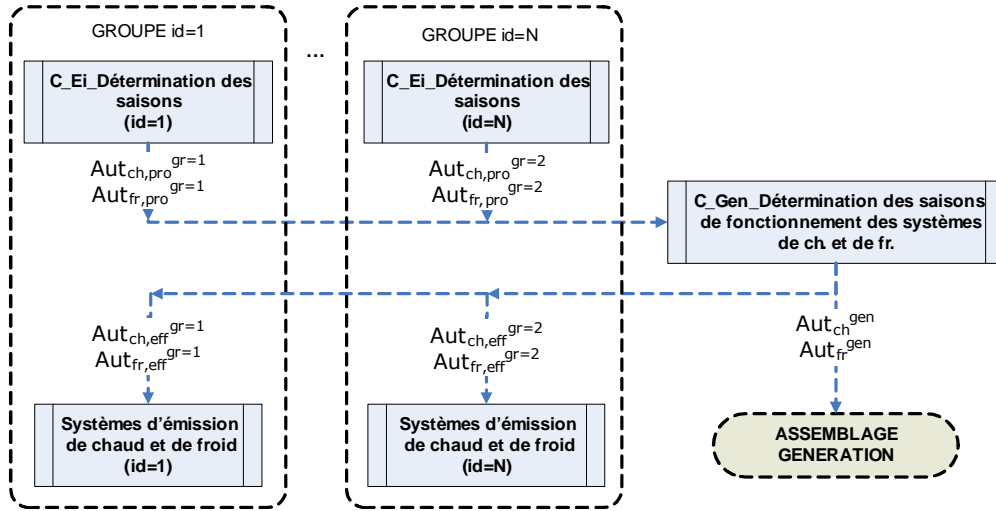 GROUPE id=1
...
GROUPE id=N
C_Ei_Détermination des
saisons
(id=1)
C_Ei_Détermination des
saisons
(id=N)
Aut_ch,pro^gr=1
Aut_fr,pro^gr=1
Aut_ch,pro^gr=2
Aut_fr,pro^gr=2
C_Gen_Détermination des saisons
de fonctionnement des systèmes
de ch. et de fr.
Aut_ch,eff^gr=1
Aut_fr,eff^gr=1
Aut_ch,eff^gr=2
Aut_fr,eff^gr=2
Aut_ch^gen
Aut_fr^gen
Systèmes d'émission
de chaud et de froid
(id=1)
Systèmes d'émission
de chaud et de froid
(id=N)
ASSEMBLAGE
GENERATION